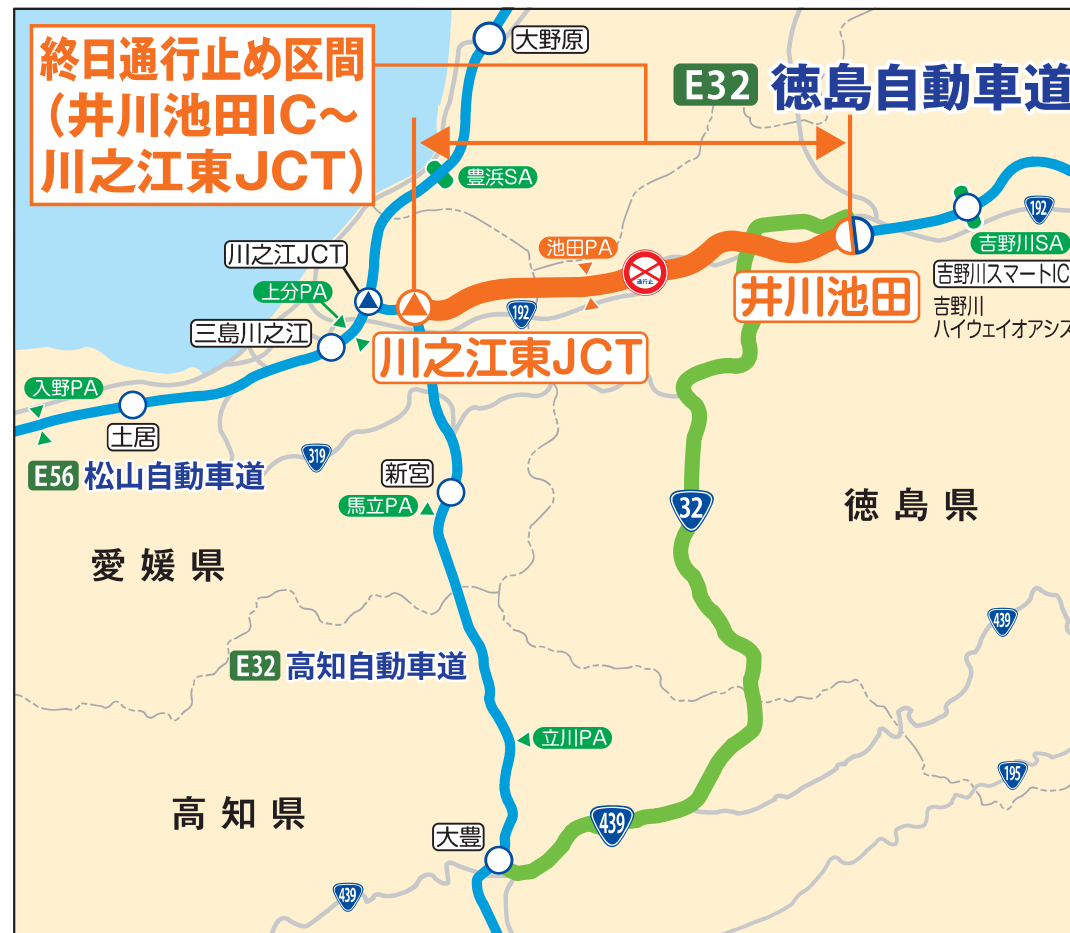 終日通行止め区間
(井川池田IC～
川之江東JCT)
大野原
E32 徳島自動車道
豊浜SA
192
吉野川SA
吉野川スマートIC
吉野川
ハイウェイオアシス
池田PA
通行止
川之江JCT
上分PA
192
井川池田
三島川之江
川之江東JCT
入野PA
土居
319
E56 松山自動車道
新宮
馬立PA
32
徳島県
愛媛県
439
E32 高知自動車道
立川PA
195
高知県
大豊
439
439